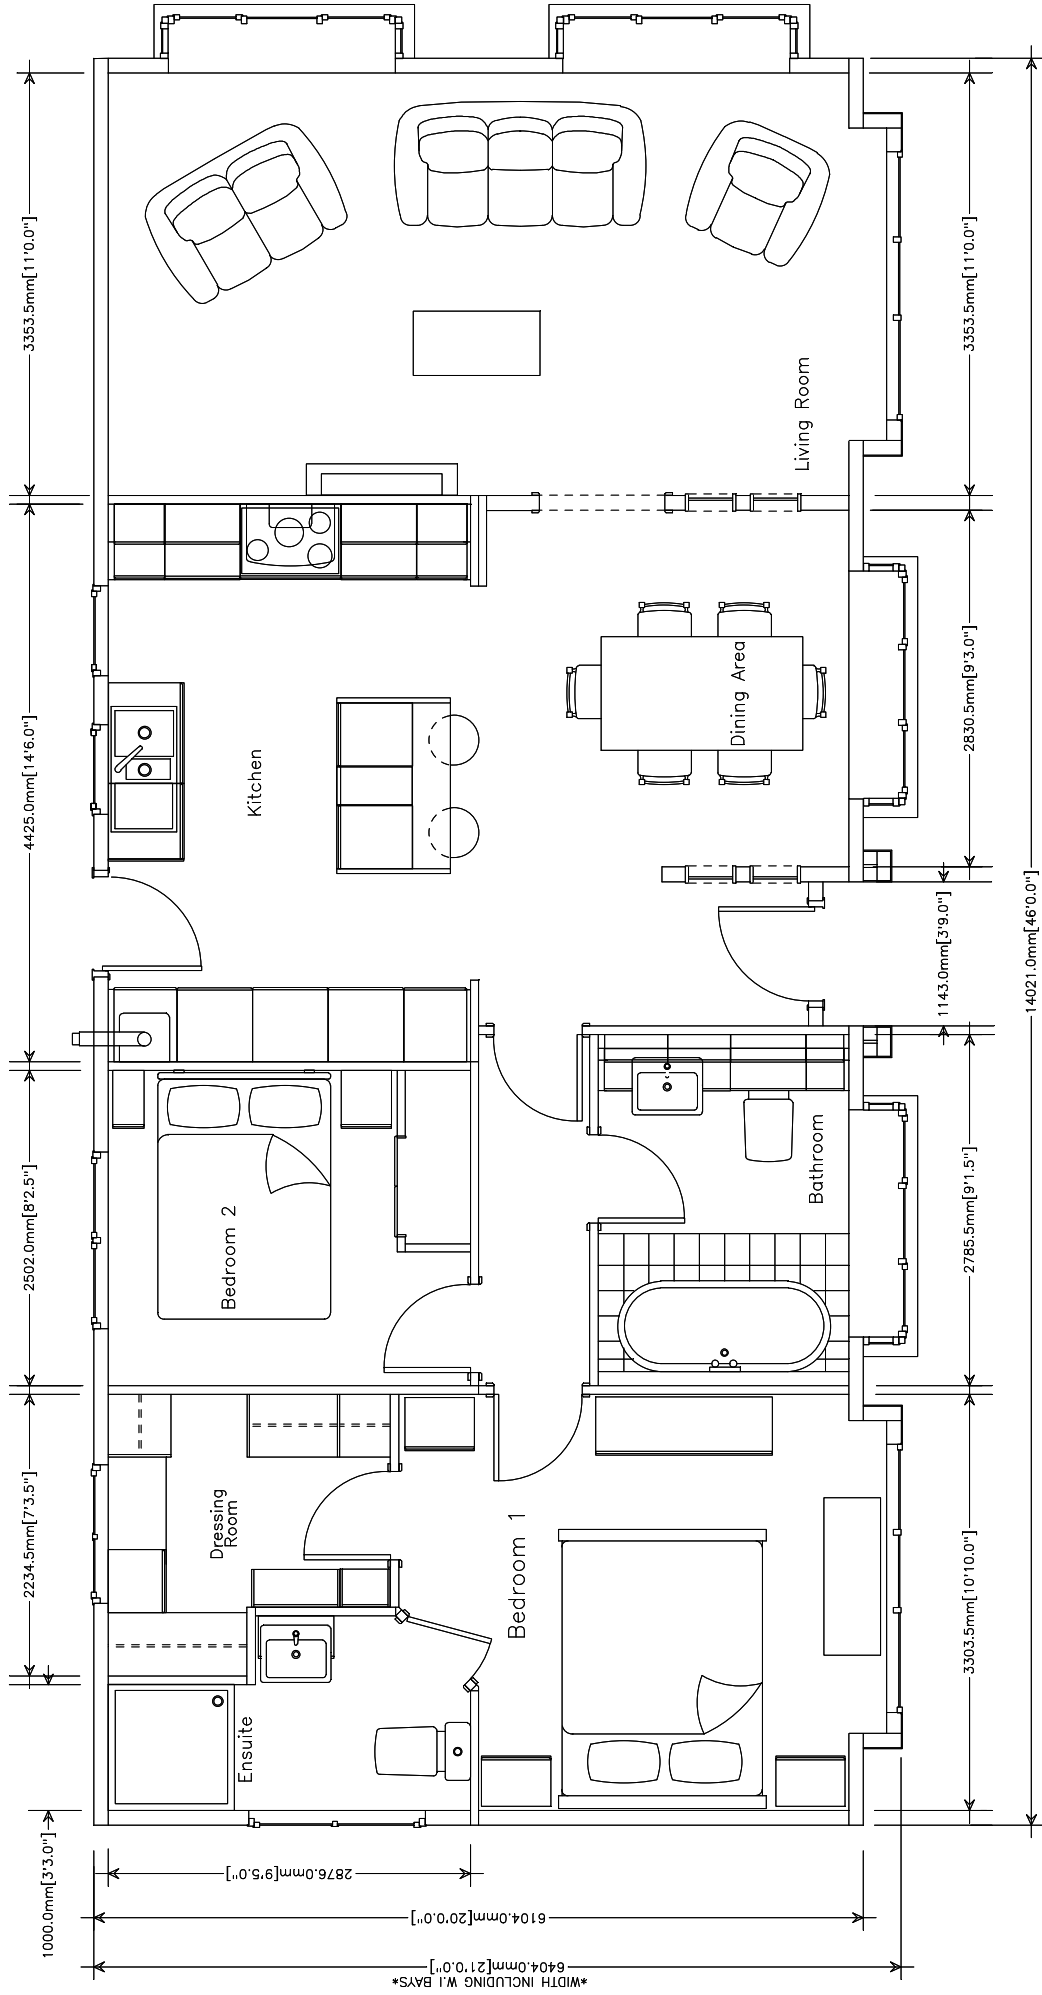 3353.5mm[11'0.0"]
4425.0mm[14'6.0"]
2502.0mm[8'2.5"]
2234.5mm[7'3.5"]
1000.0mm[3'3.0"]
Living Room
Kitchen
Dining Area
Bedroom 2
Bathroom
Dressing
Room
Bedroom 1
Ensuite
3353.5mm[11'0.0"]
2830.5mm[9'3.0"]
1143.0mm[3'9.0"]
2785.5mm[9'1.5"]
3303.5mm[10'10.0"]
14021.0mm[46'0.0"]
2876.0mm[9'5.0"]
6104.0mm[20'0.0"]
6404.0mm[21'0.0"]
*WIDTH INCLUDING W.I BAYS*